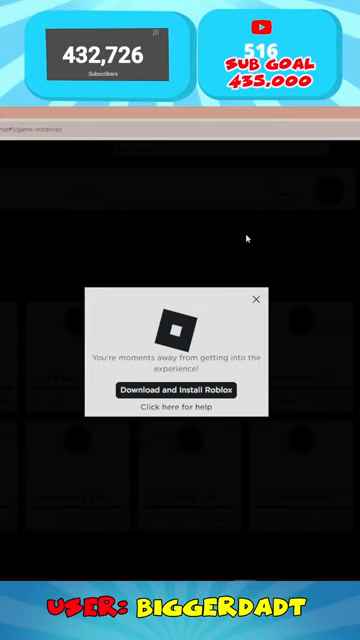 432,726
Subscribers
516
SUB GOAL
435.000
nse#!/game-instances
You're moments away from getting into the
experience!
Download and Install Roblox
Click here for help
USER: BIGGERDADT